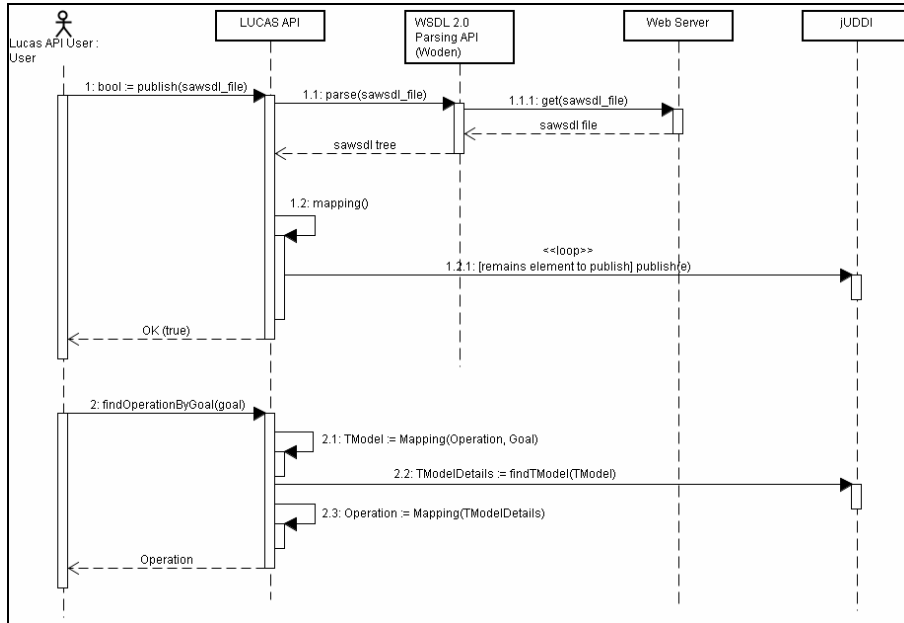 LUCAS API
WSDL 2.0
Parsing API
(Woden)
Web Server
jUDDI
Lucas API User :
User
1: bool := publish(sawsdl_file)
1.1: parse(sawsdl_file)
1.1.1: get(sawsdl_file)
sawsdl file
sawsdl tree
1.2: mapping()
<<loop>>
1.2.1: [remains element to publish] publish(e)
OK (true)
2: findOperationByGoal(goal)
2.1: TModel := Mapping(Operation, Goal)
2.2: TModelDetails := findTModel(TModel)
2.3: Operation := Mapping(TModelDetails)
Operation